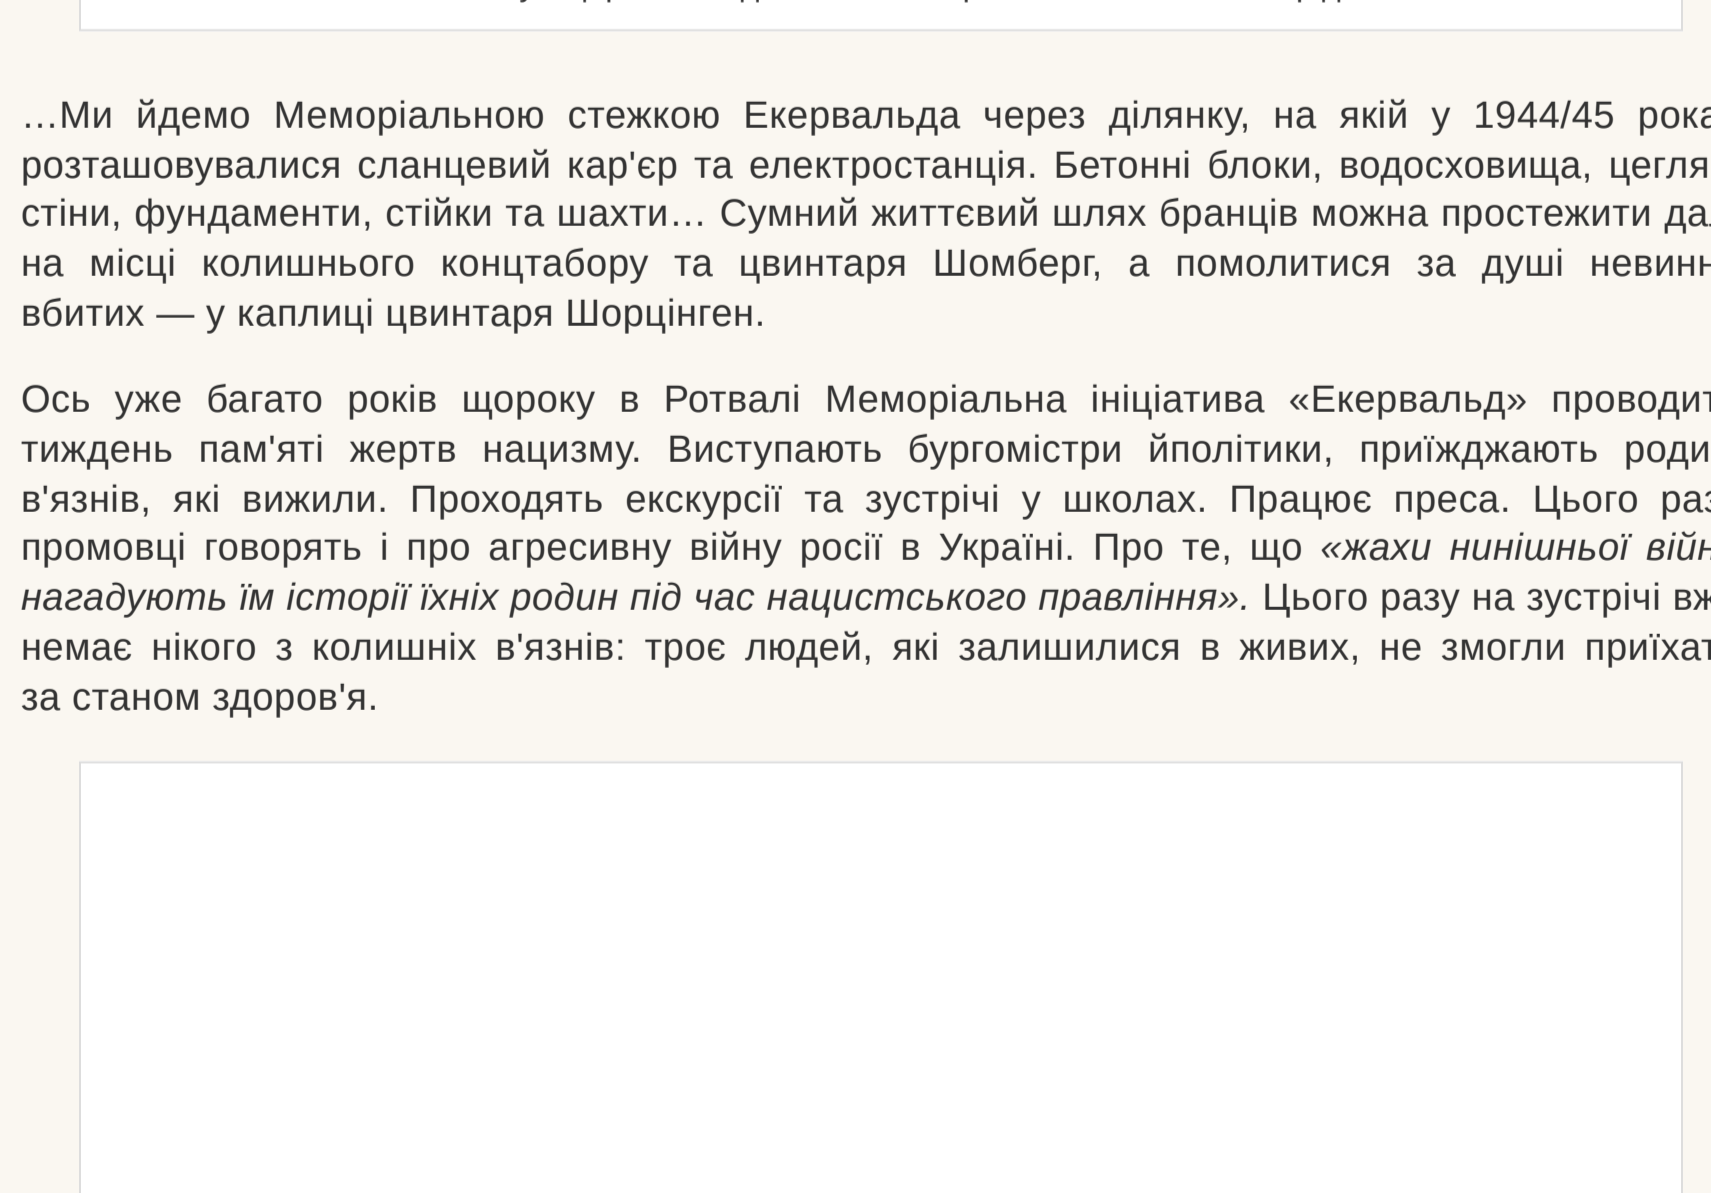 …Ми йдемо Меморіальною стежкою Екервальда через ділянку, на якій у 1944/45 рока
розташовувалися сланцевий кар'єр та електростанція. Бетонні блоки, водосховища, цегля
стіни, фундаменти, стійки та шахти… Сумний життєвий шлях бранців можна простежити дал
на місці колишнього концтабору та цвинтаря Шомберг, а помолитися за душі невинн
вбитих — у каплиці цвинтаря Шорцінген.
Ось уже багато років щороку в Ротвалі Меморіальна ініціатива «Екервальд» проводит
тиждень пам'яті жертв нацизму. Виступають бургомістри йполітики, приїжджають роди
в'язнів, які вижили. Проходять екскурсії та зустрічі у школах. Працює преса. Цього раз
промовці говорять і про агресивну війну росії в Україні. Про те, що «жахи нинішньої війн
нагадують їм історії їхніх родин під час нацистського правління». Цього разу на зустрічі вж
немає нікого з колишніх в'язнів: троє людей, які залишилися в живих, не змогли приїхат
за станом здоров'я.